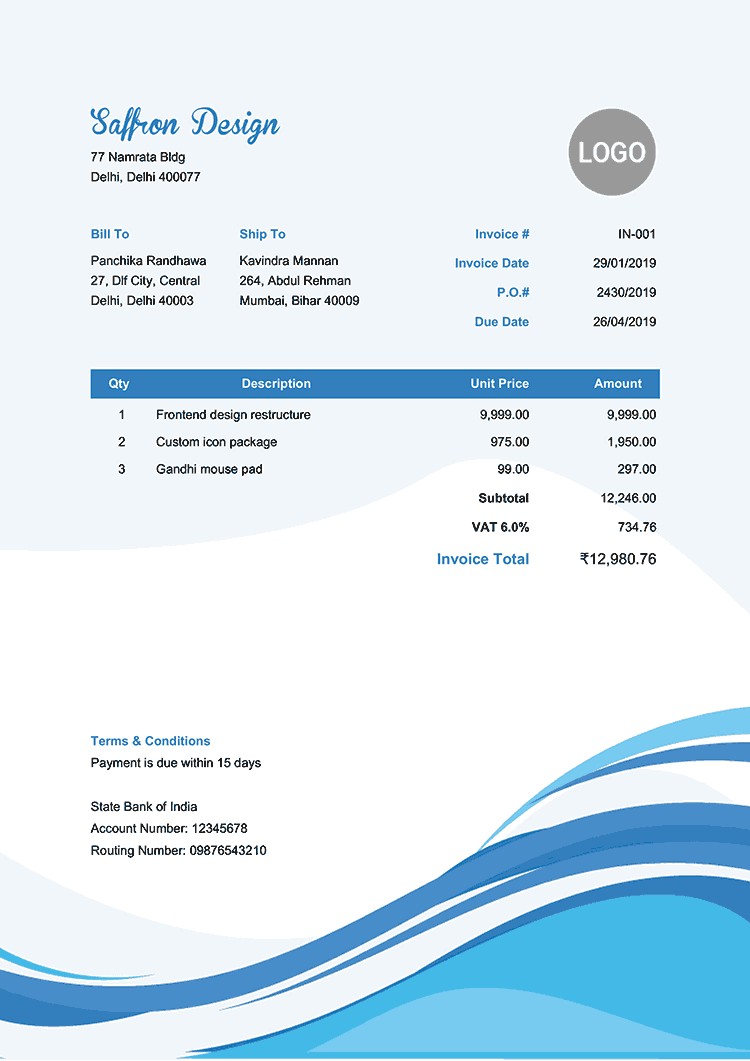 Saffron Design
LOGO
77 Namrata Bldg
Delhi, Delhi 400077
Bill To
Panchika Randhawa
27, Dlf City, Central
Delhi, Delhi 40003
Ship To
Kavindra Mannan
264, Abdul Rehman
Mumbai, Bihar 40009
Invoice # IN-001
Invoice Date 29/01/2019
P.O.# 2430/2019
Due Date 26/04/2019
Qty Description Unit Price Amount
1 Frontend design restructure 9,999.00 9,999.00
2 Custom icon package 975.00 1,950.00
3 Gandhi mouse pad 99.00 297.00
Subtotal 12,246.00
VAT 6.0% 734.76
Invoice Total ₹12,980.76
Terms & Conditions
Payment is due within 15 days
State Bank of India
Account Number: 12345678
Routing Number: 09876543210